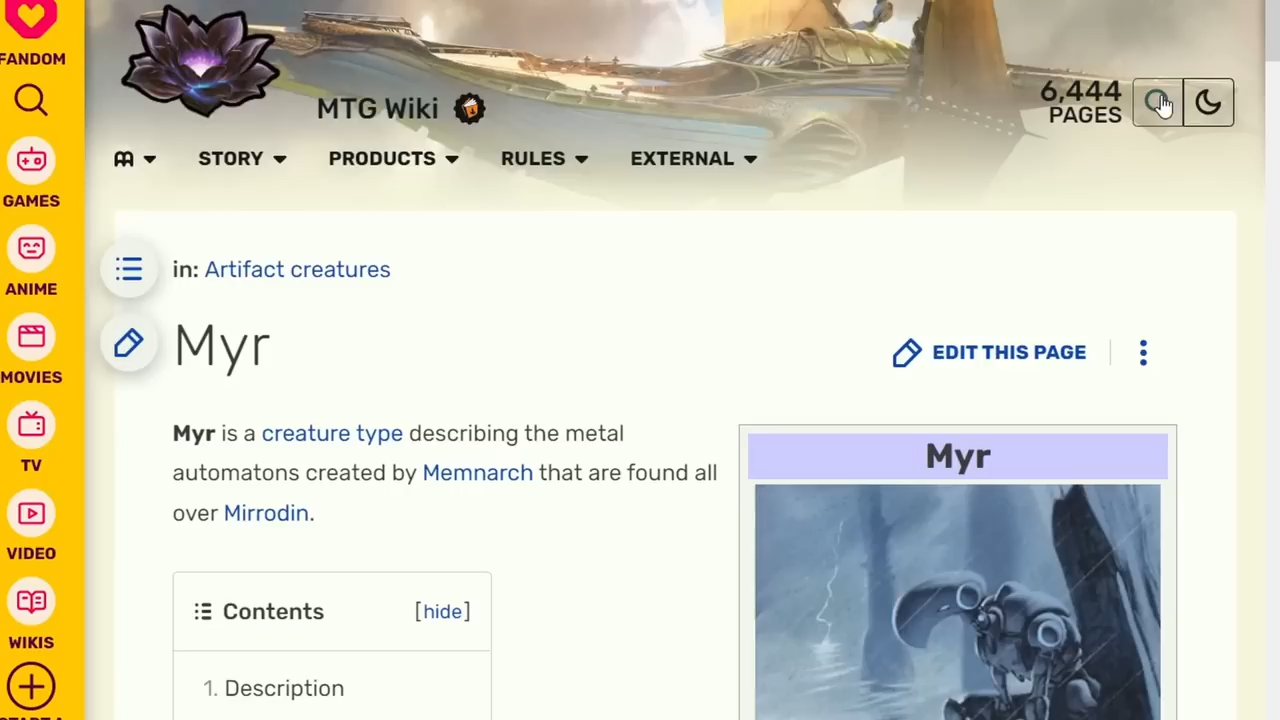 FANDOM
GAMES
ANIME
MOVIES
TV
VIDEO
WIKIS
MTG Wiki
6,444
PAGES
STORY
PRODUCTS
RULES
EXTERNAL
in: Artifact creatures
Myr
EDIT THIS PAGE
Myr is a creature type describing the metal
automatons created by Memnarch that are found all
over Mirrodin.
Myr
Contents
[hide]
1. Description